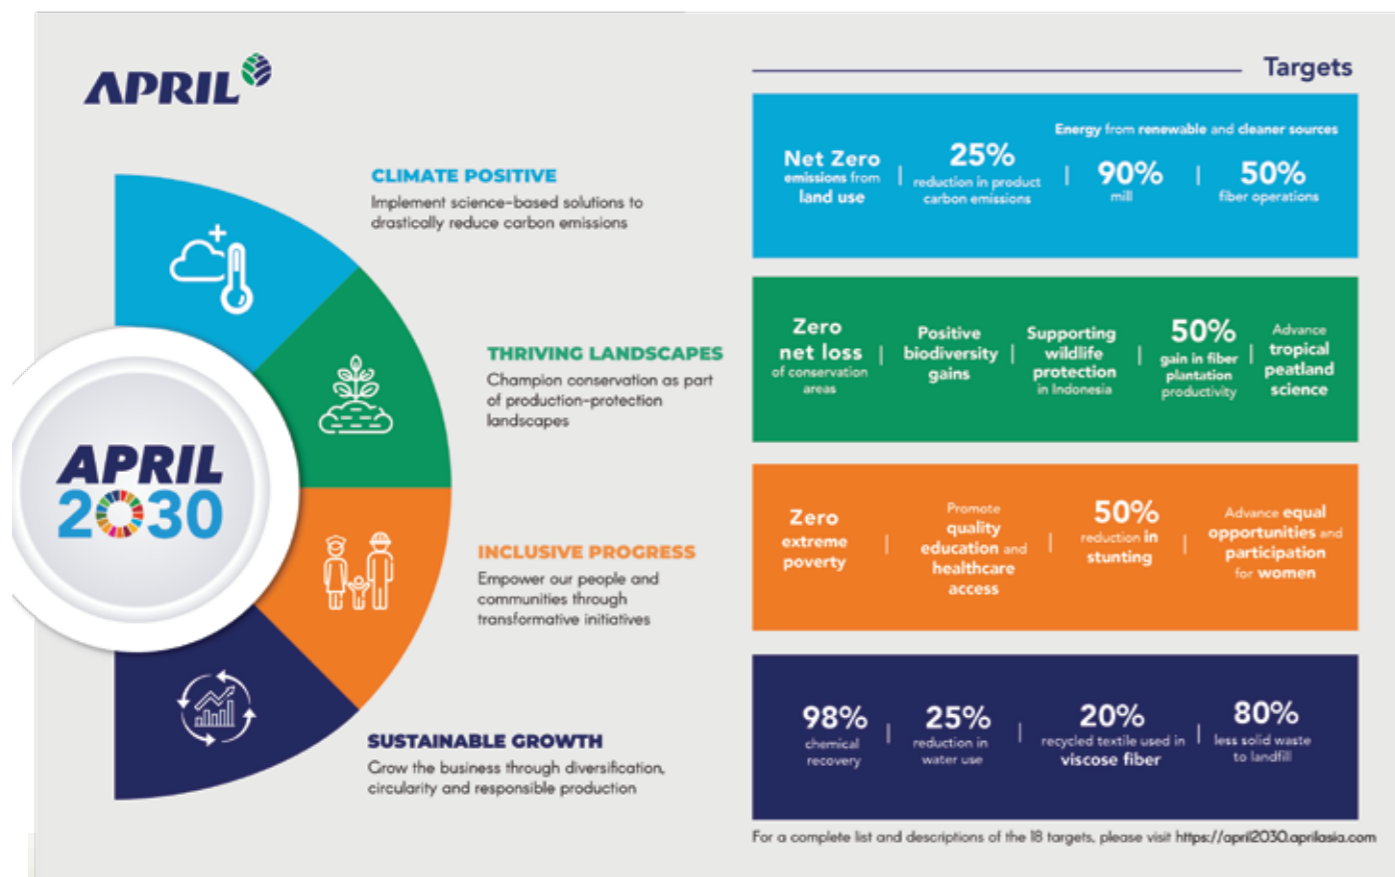 APRIL
Targets
CLIMATE POSITIVE
Implement science-based solutions to
drastically reduce carbon emissions
Net Zero
emissions from
land use
25%
reduction in product
carbon emissions
Energy from renewable and cleaner sources
90%
mill
50%
fiber operations
THRIVING LANDSCAPES
Champion conservation as part
of production-protection
landscapes
Zero
net loss
of conservation
areas
Positive
biodiversity
gains
Supporting
wildlife
protection
in Indonesia
50%
gain in fiber
plantation
productivity
Advance
tropical
peatland
science
APRIL
2030
INCLUSIVE PROGRESS
Empower our people and
communities through
transformative initiatives
Zero
extreme
poverty
Promote
quality
education and
healthcare
access
50%
reduction in
stunting
Advance equal
opportunities and
participation
for women
SUSTAINABLE GROWTH
Grow the business through diversification,
circularity and responsible production
98%
chemical
recovery
25%
reduction in
water use
20%
recycled textile used in
viscose fiber
80%
less solid waste
to landfill
For a complete list and descriptions of the 18 targets, please visit https://april2030.aprilasia.com